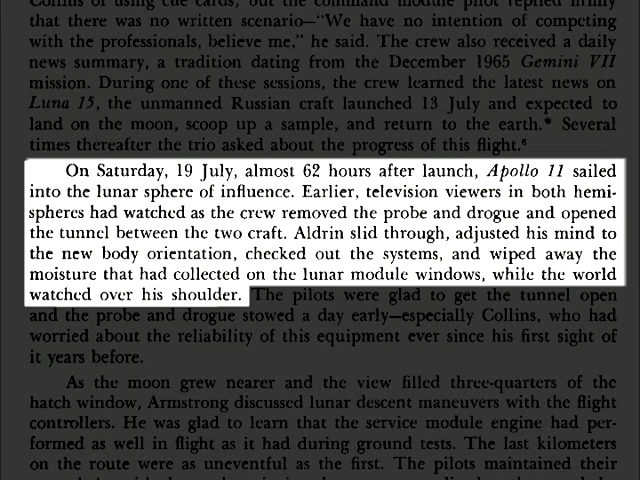 Collins of using cue cards, but the command module pilot replied firmly
that there was no written scenario—"We have no intention of competing
with the professionals, believe me," he said. The crew also received a daily
news summary, a tradition dating from the December 1965 Gemini VII
mission. During one of these sessions, the crew learned the latest news on
Luna 15, the unmanned Russian craft launched 13 July and expected to
land on the moon, scoop up a sample, and return to the earth.* Several
times thereafter the trio asked about the progress of this flight.⁶
On Saturday, 19 July, almost 62 hours after launch, Apollo 11 sailed
into the lunar sphere of influence. Earlier, television viewers in both hemi-
spheres had watched as the crew removed the probe and drogue and opened
the tunnel between the two craft. Aldrin slid through, adjusted his mind to
the new body orientation, checked out the systems, and wiped away the
moisture that had collected on the lunar module windows, while the world
watched over his shoulder. The pilots were glad to get the tunnel open
and the probe and drogue stowed a day early—especially Collins, who had
worried about the reliability of this equipment ever since his first sight of
it years before.
As the moon grew nearer and the view filled three-quarters of the
hatch window, Armstrong discussed lunar descent maneuvers with the flight
controllers. He was glad to learn that the service module engine had per-
formed as well in flight as it had during ground tests. The last kilometers
on the route were as uneventful as the first. The pilots maintained their